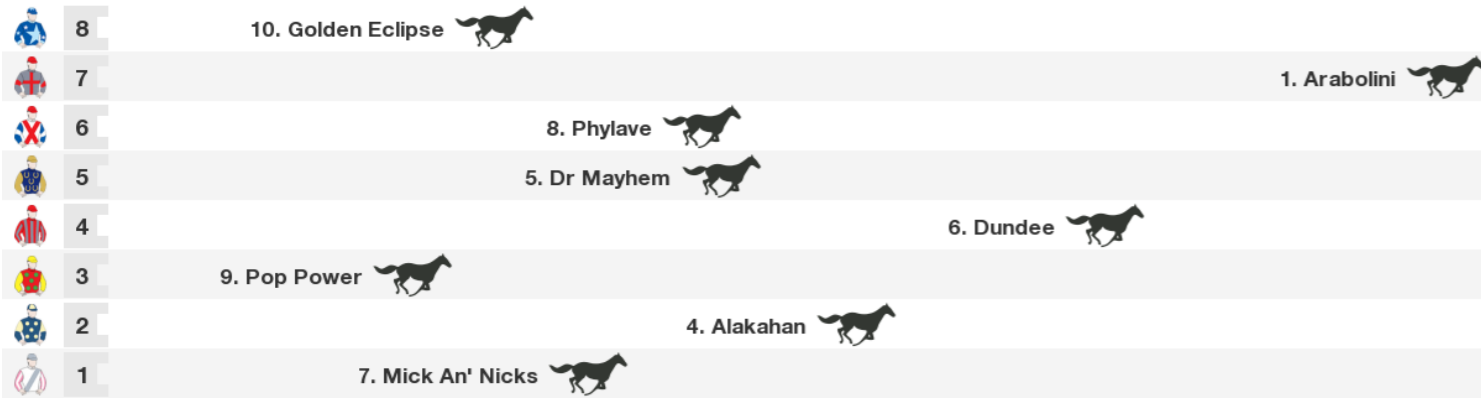 8 10. Golden Eclipse
7 1. Arabolini
6 8. Phylave
5 5. Dr Mayhem
4 6. Dundee
3 9. Pop Power
2 4. Alakahan
1 7. Mick An' Nicks